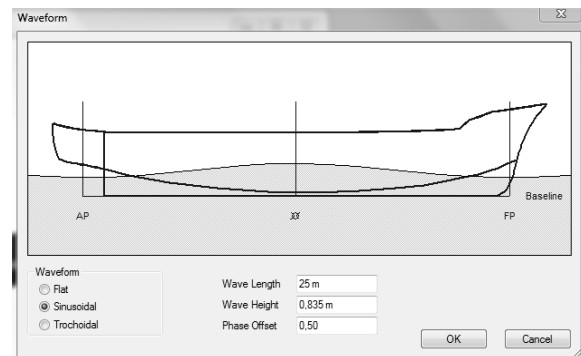 Waveform
Baseline
AP
FP
Waveform
Flat
Sinusoidal
Trochoidal
Wave Length 25 m
Wave Height 0,835 m
Phase Offset 0,50
OK Cancel